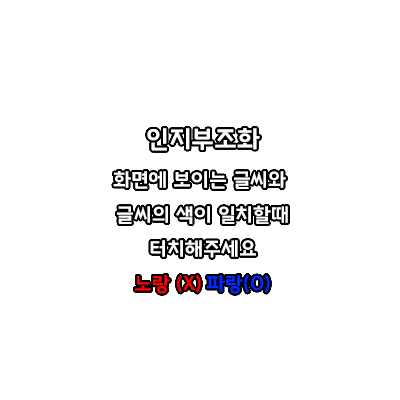 인지부조화
화면에 보이는 글씨와
글씨의 색이 일치할때
터치해주세요
노랑 (X) 파랑(O)